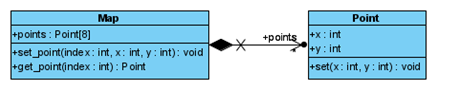 Map
+points : Point[8]
+set_point(index : int, x : int, y : int) : void
+get_point(index : int) : Point
+points
Point
+x : int
+y : int
+set(x : int, y : int) : void